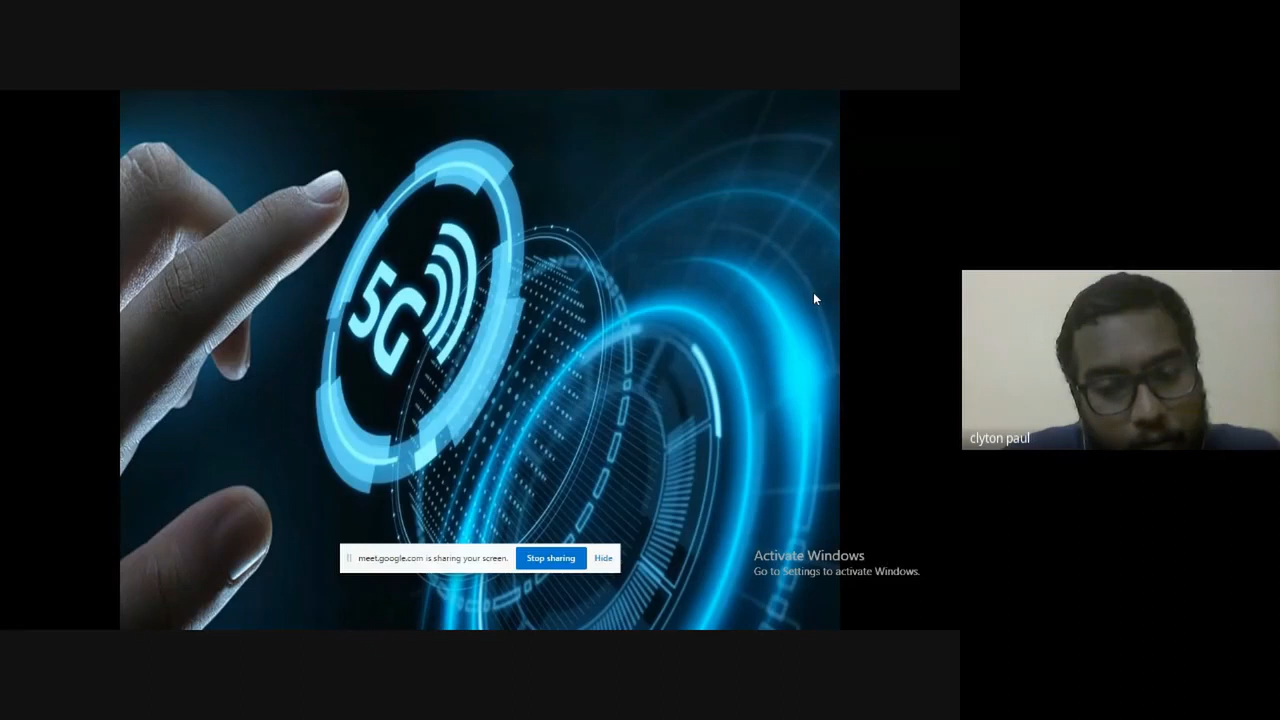 5G
meet.google.com is sharing your screen.
Stop sharing
Hide
Activate Windows
Go to Settings to activate Windows.
clyton paul